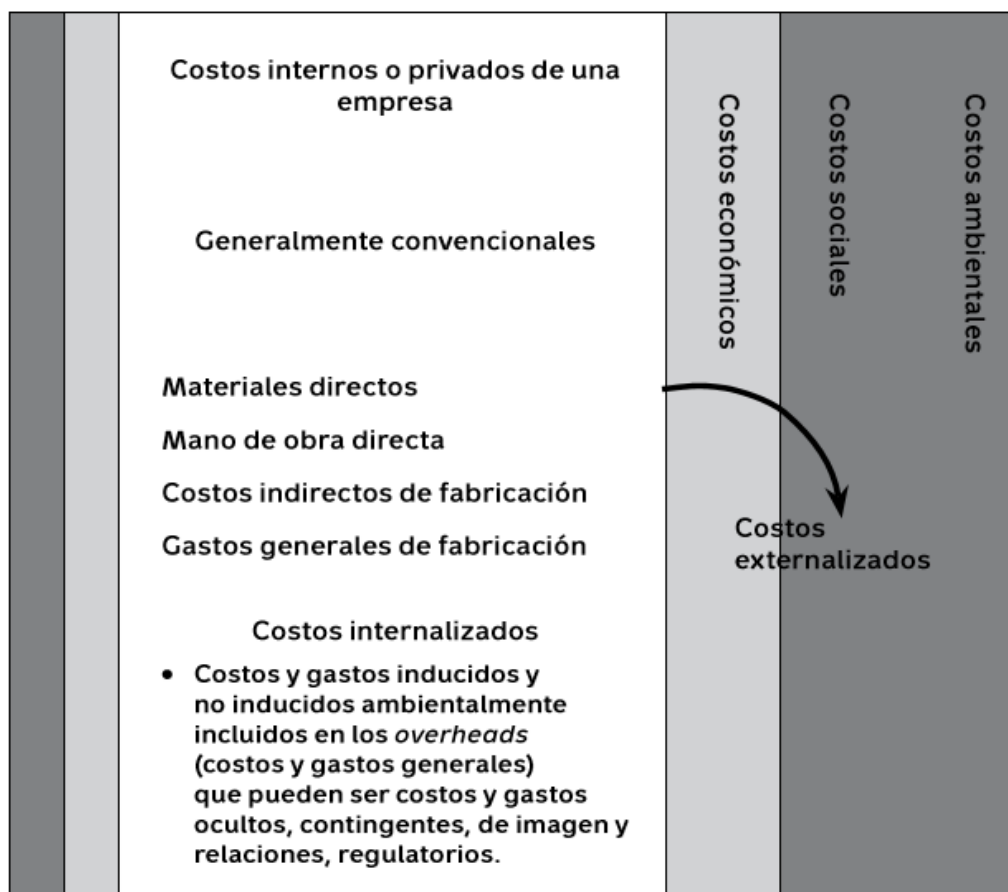 Costos internos o privados de una
empresa
Generalmente convencionales
Materiales directos
Mano de obra directa
Costos indirectos de fabricación
Gastos generales de fabricación
Costos internalizados
• Costos y gastos inducidos y
no inducidos ambientalmente
incluidos en los overheads
(costos y gastos generales)
que pueden ser costos y gastos
ocultos, contingentes, de imagen y
relaciones, regulatorios.
Costos económicos
Costos sociales
Costos ambientales
Costos
externalizados